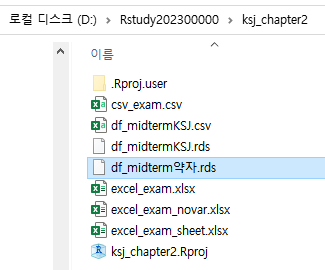 로컬 디스크 (D:) > Rstudy202300000 > ksj_chapter2
이름
.Rproj.user
csv_exam.csv
df_midtermKSJ.csv
df_midtermKSJ.rds
df_midterm약자.rds
excel_exam.xlsx
excel_exam_novar.xlsx
excel_exam_sheet.xlsx
ksj_chapter2.Rproj